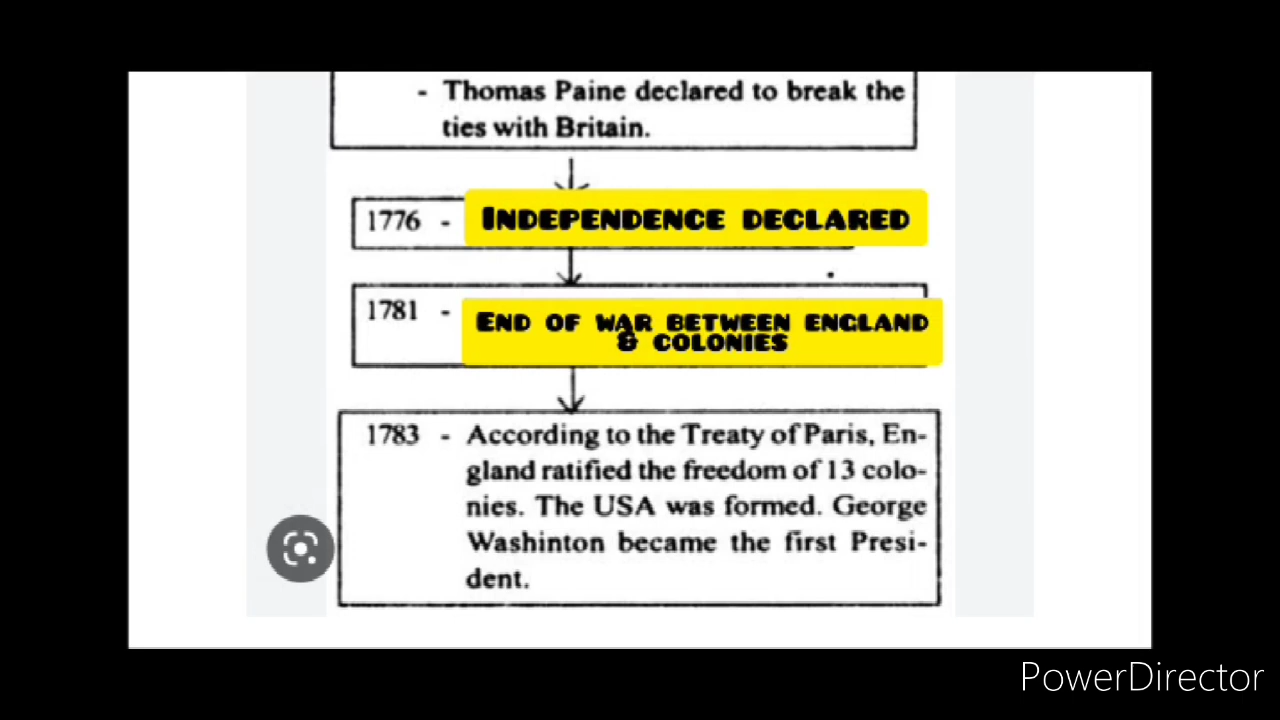 - Thomas Paine declared to break the
ties with Britain.
1776 - INDEPENDENCE DECLARED
1781 - END OF WAR BETWEEN ENGLAND
& COLONIES
1783 - According to the Treaty of Paris, En-
gland ratified the freedom of 13 colo-
nies. The USA was formed. George
Washinton became the first Presi-
dent.
PowerDirector